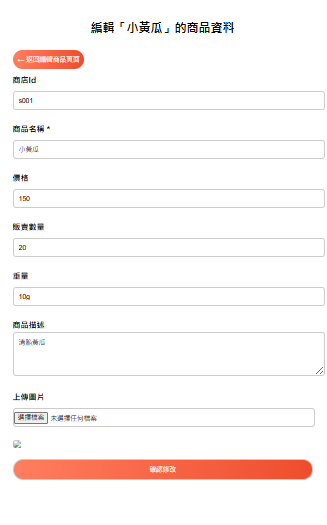 編輯「小黃瓜」的商品資料
← 返回編輯商品頁面
商店Id
s001
商品名稱 *
小黃瓜
價格
150
販賣數量
20
重量
10g
商品描述
清脆黃瓜
上傳圖片
選擇檔案 未選擇任何檔案
確認修改